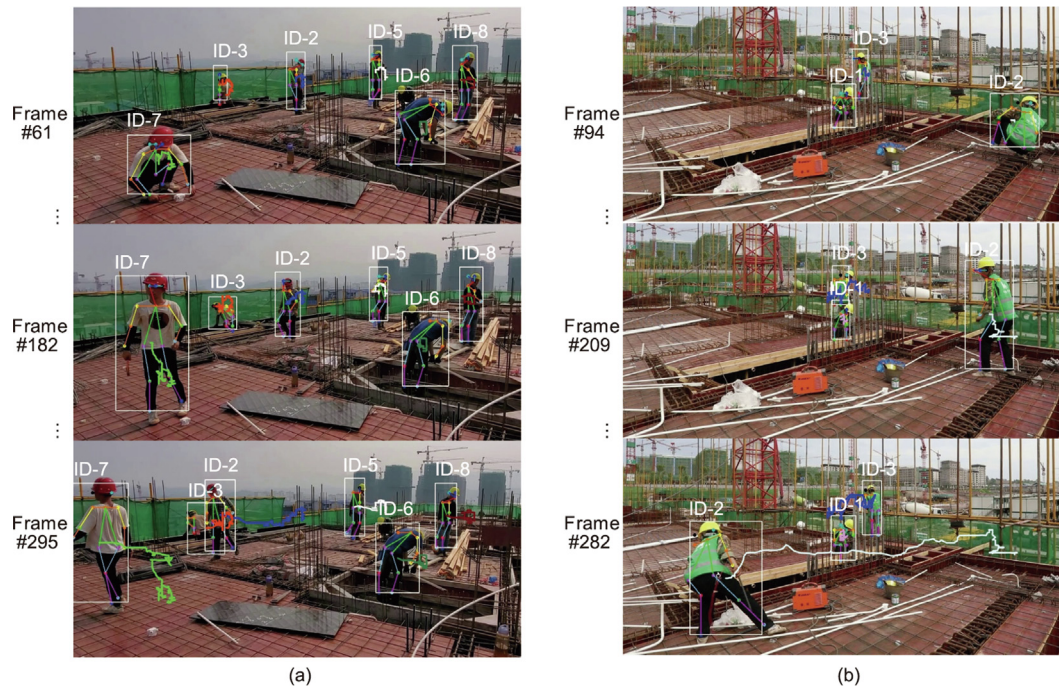 ID-3
ID-2
ID-5
ID-8
ID-6
ID-7
Frame
#61
ID-7
ID-3
ID-2
ID-5
ID-8
ID-6
Frame
#182
ID-7
ID-2
ID-3
ID-5
ID-8
ID-6
Frame
#295
(a)
ID-3
ID-1
ID-2
Frame
#94
ID-3
ID-2
Frame
#209
ID-3
ID-1
ID-2
Frame
#282
(b)